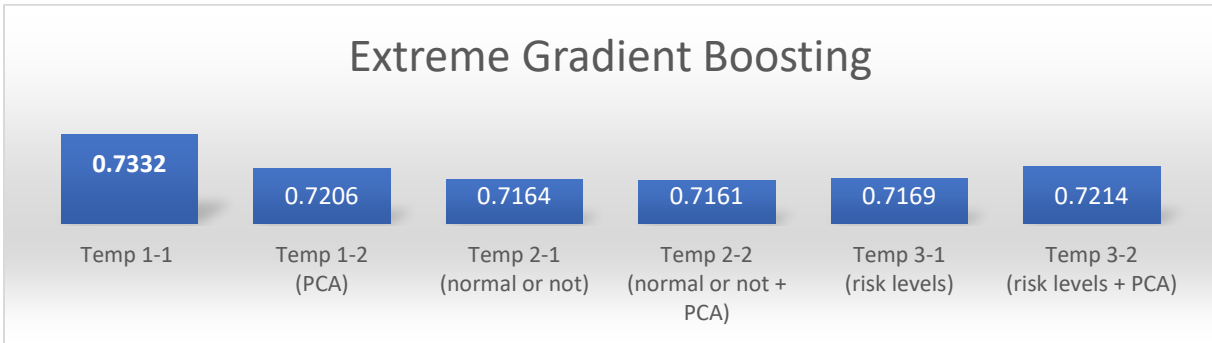 Extreme Gradient Boosting
0.7332
0.7206
0.7164
0.7161
0.7169
0.7214
Temp 1-1
Temp 1-2
(PCA)
Temp 2-1
(normal or not)
Temp 2-2
(normal or not +
PCA)
Temp 3-1
(risk levels)
Temp 3-2
(risk levels + PCA)